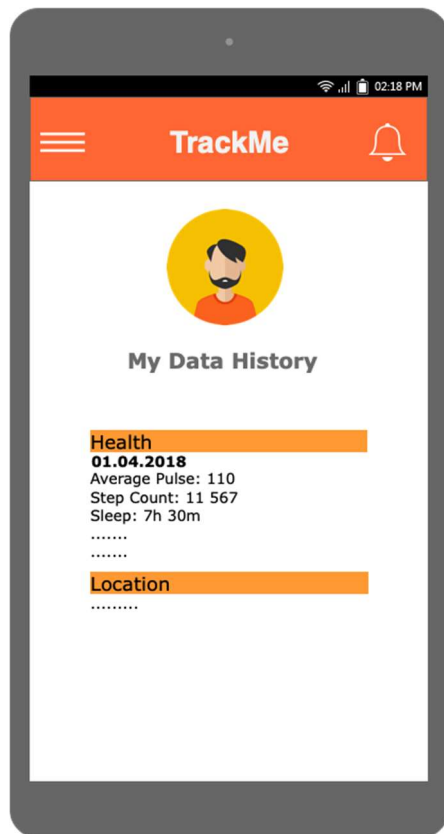 02:18 PM
TrackMe
My Data History
Health
01.04.2018
Average Pulse: 110
Step Count: 11 567
Sleep: 7h 30m
.......
.......
Location
.........